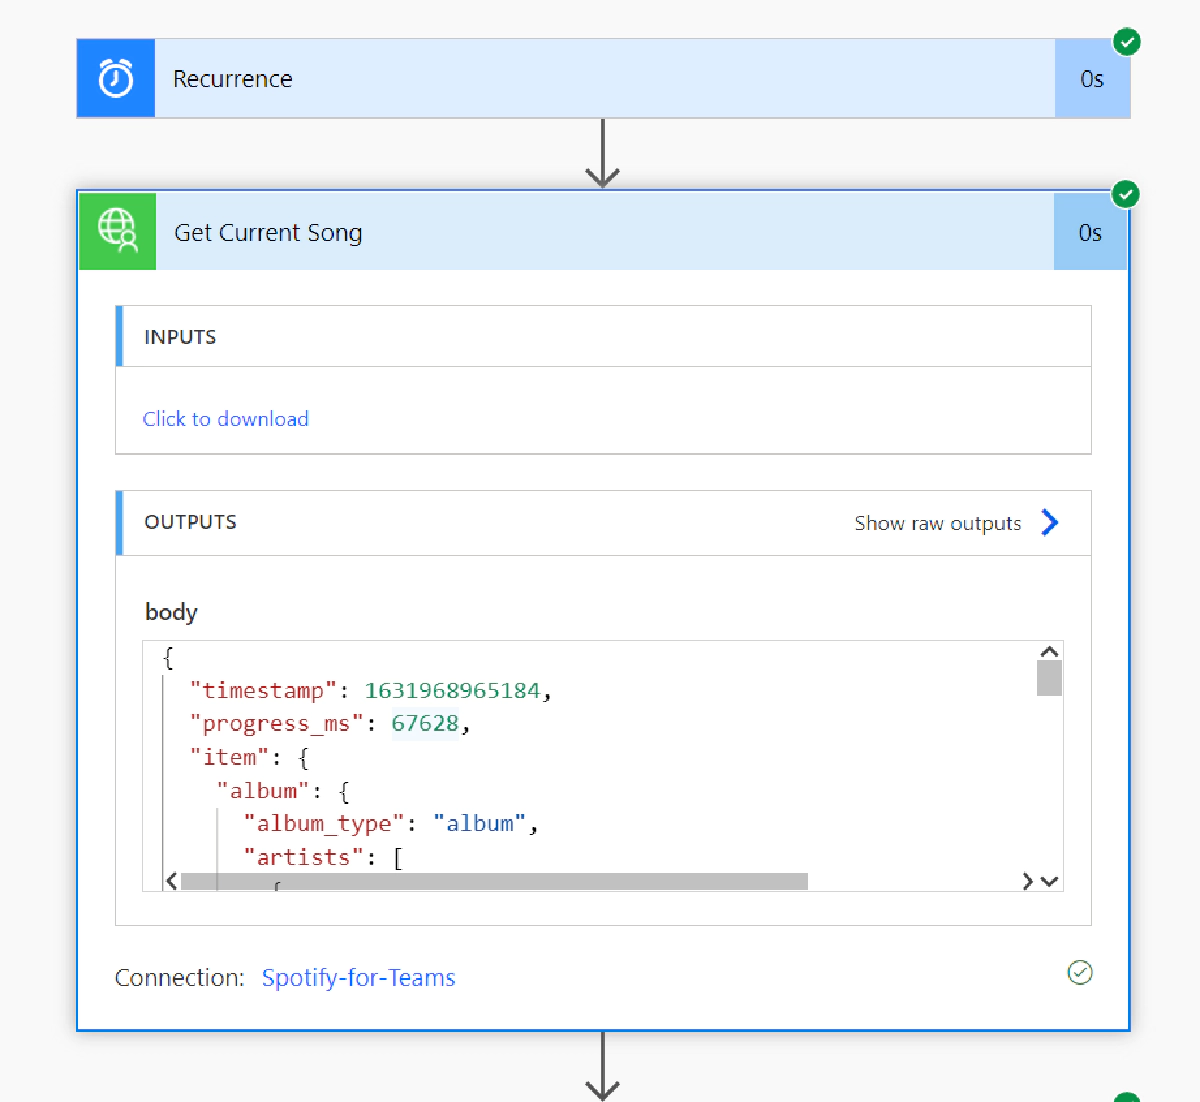 Recurrence
0s
Get Current Song
0s
INPUTS
Click to download
OUTPUTS
Show raw outputs
body
{
"timestamp": 1631968965184,
"progress_ms": 67628,
"item": {
"album": {
"album_type": "album",
"artists": [
{
Connection: Spotify-for-Teams